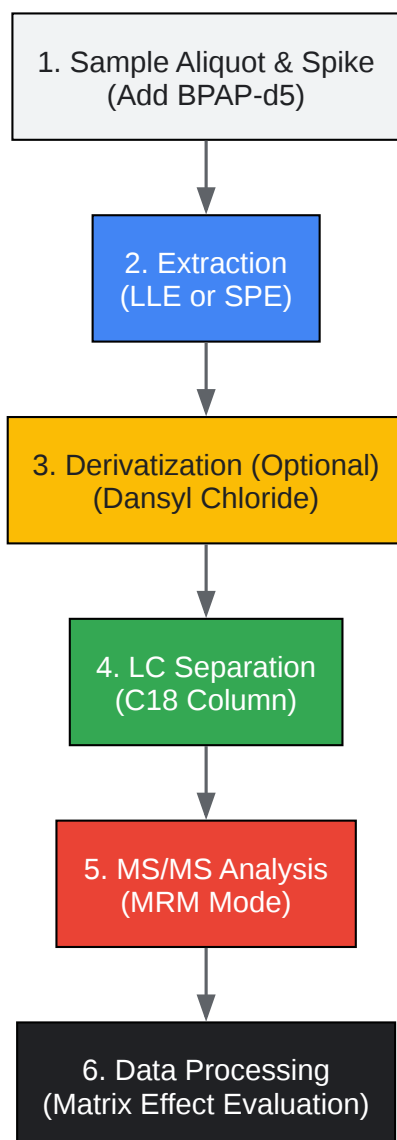 1. Sample Aliquot & Spike
(Add BPAP-d5)
2. Extraction
(LLE or SPE)
3. Derivatization (Optional)
(Dansyl Chloride)
4. LC Separation
(C18 Column)
5. MS/MS Analysis
(MRM Mode)
6. Data Processing
(Matrix Effect Evaluation)